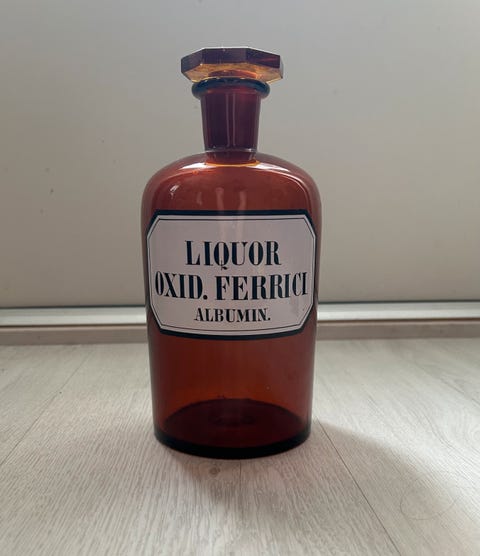 LIQUOR
OXID. FERRICI
ALBUMIN.